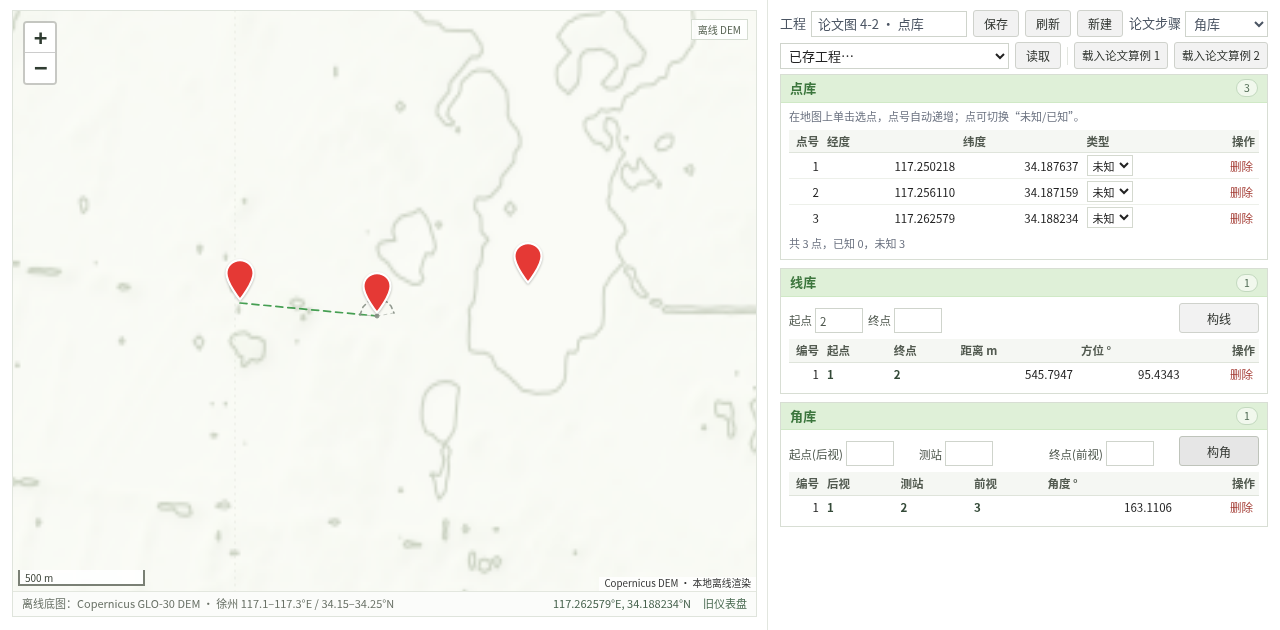 +
−
离线 DEM
500 m
Copernicus DEM · 本地离线渲染
离线底图：Copernicus GLO-30 DEM · 徐州 117.1–117.3°E / 34.15–34.25°N
117.262579°E, 34.188234°N 旧仪表盘
工程 论文图 4-2 · 点库 保存 刷新 新建 论文步骤 角库
已存工程… 读取 载入论文算例 1 载入论文算例 2
点库 3
在地图上单击选点，点号自动递增；点可切换“未知/已知”。
点号 经度 纬度 类型 操作
1 117.250218 34.187637 未知 删除
2 117.256110 34.187159 未知 删除
3 117.262579 34.188234 未知 删除
共 3 点，已知 0，未知 3
线库 1
起点 2 终点 构线
编号 起点 终点 距离 m 方位 ° 操作
1 1 2 545.7947 95.4343 删除
角库 1
起点(后视) 测站 终点(前视) 构角
编号 后视 测站 前视 角度 ° 操作
1 1 2 3 163.1106 删除